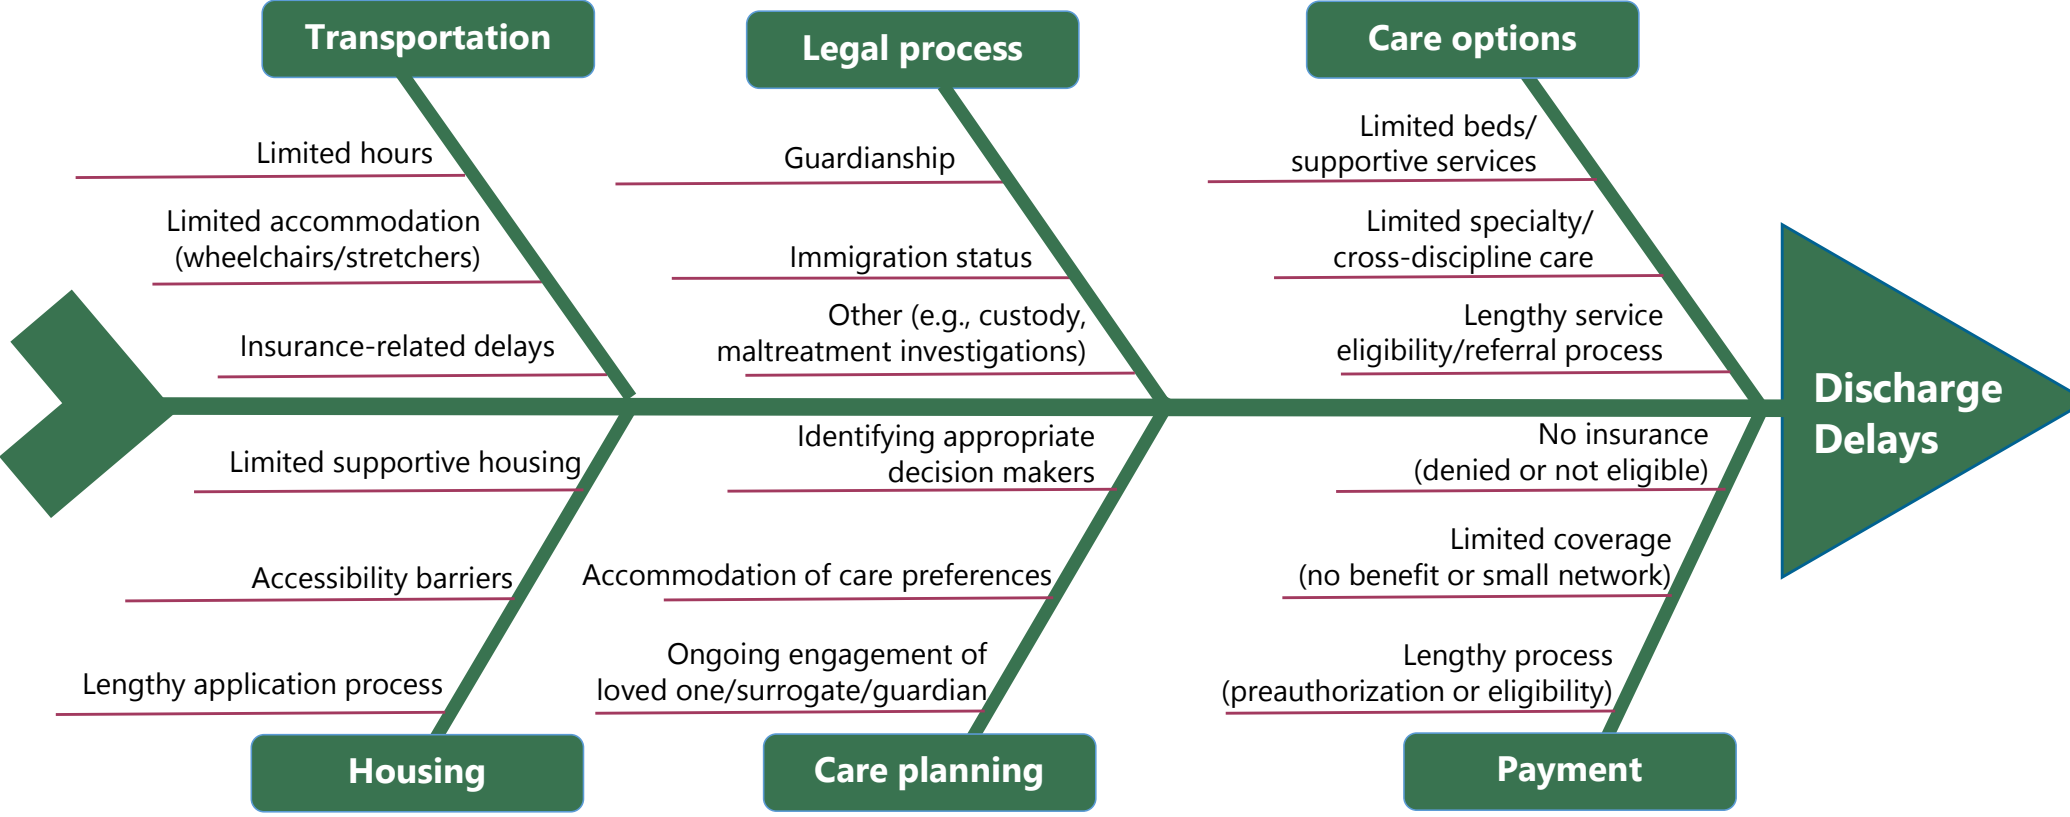 Transportation
Legal process
Care options
Limited hours
Limited accommodation
(wheelchairs/stretchers)
Insurance-related delays
Guardianship
Immigration status
Other (e.g., custody,
maltreatment investigations)
Limited beds/
supportive services
Limited specialty/
cross-discipline care
Lengthy service
eligibility/referral process
Discharge
Delays
Limited supportive housing
Accessibility barriers
Lengthy application process
Identifying appropriate
decision makers
Accommodation of care preferences
Ongoing engagement of
loved one/surrogate/guardian
No insurance
(denied or not eligible)
Limited coverage
(no benefit or small network)
Lengthy process
(preauthorization or eligibility)
Housing
Care planning
Payment